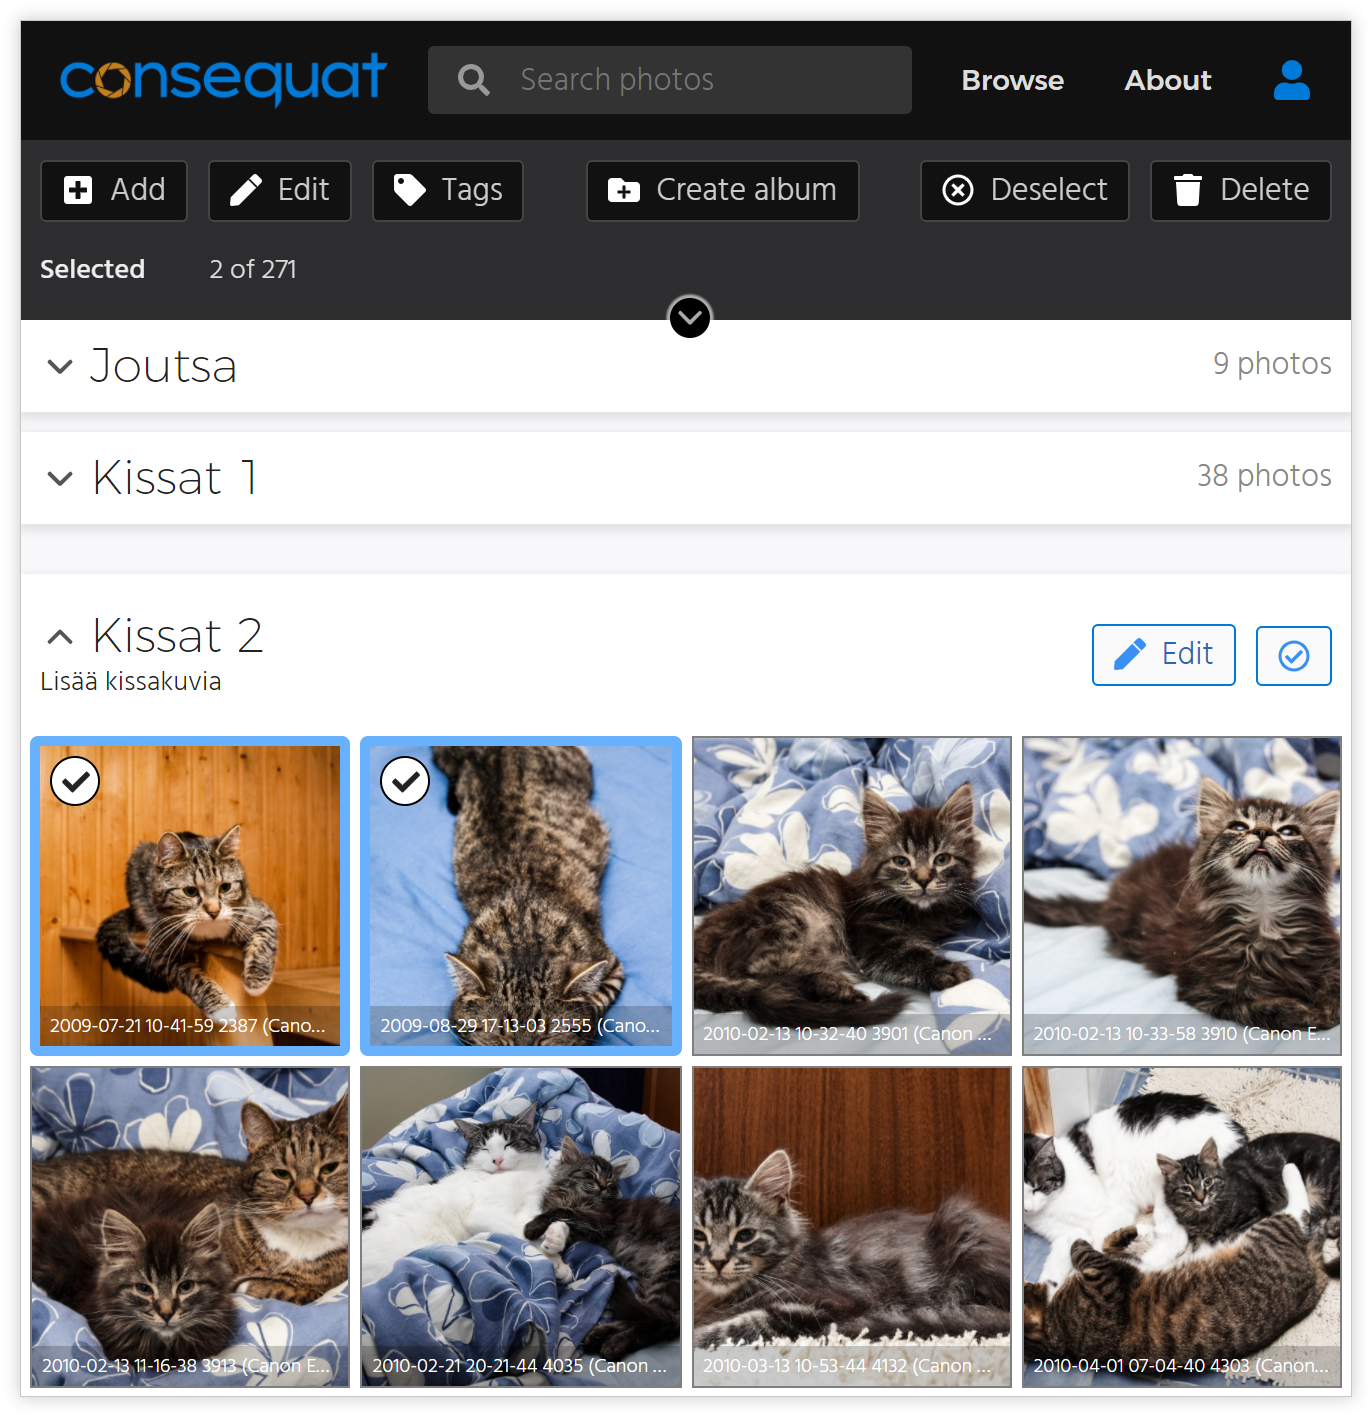 consequat
Search photos
Browse
About
Add
Edit
Tags
Create album
Deselect
Delete
Selected 2 of 271
Joutsa
9 photos
Kissat 1
38 photos
Kissat 2
Lisää kissakuvia
Edit
2009-07-21 10-41-59 2387 (Cano...
2009-08-29 17-13-03 2555 (Cano...
2010-02-13 10-32-40 3901 (Canon ...
2010-02-13 10-33-58 3910 (Canon E...
2010-02-13 11-16-38 3913 (Canon E...
2010-02-21 20-21-44 4035 (Canon ...
2010-03-13 10-53-44 4132 (Canon ...
2010-04-01 07-04-40 4303 (Canon...